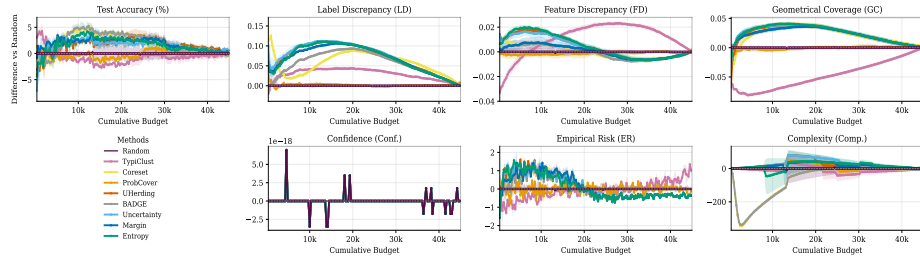 Test Accuracy (%)
Label Discrepancy (LD)
Feature Discrepancy (FD)
Geometrical Coverage (GC)
Difference vs Random
5
0
−5
10k
20k
30k
40k
Cumulative Budget
0.15
0.10
0.05
0.00
10k
20k
30k
40k
Cumulative Budget
0.02
0.00
−0.02
−0.04
10k
20k
30k
40k
Cumulative Budget
0.05
0.00
−0.05
10k
20k
30k
40k
Cumulative Budget
Methods
Random
TypiClust
Coreset
ProbCover
UHerding
BADGE
Uncertainty
Margin
Entropy
Confidence (Conf.)
1e−18
5.0
2.5
0.0
−2.5
10k
20k
30k
40k
Cumulative Budget
Empirical Risk (ER)
2
1
0
−1
−2
10k
20k
30k
40k
Cumulative Budget
Complexity (Comp.)
0
−200
10k
20k
30k
40k
Cumulative Budget